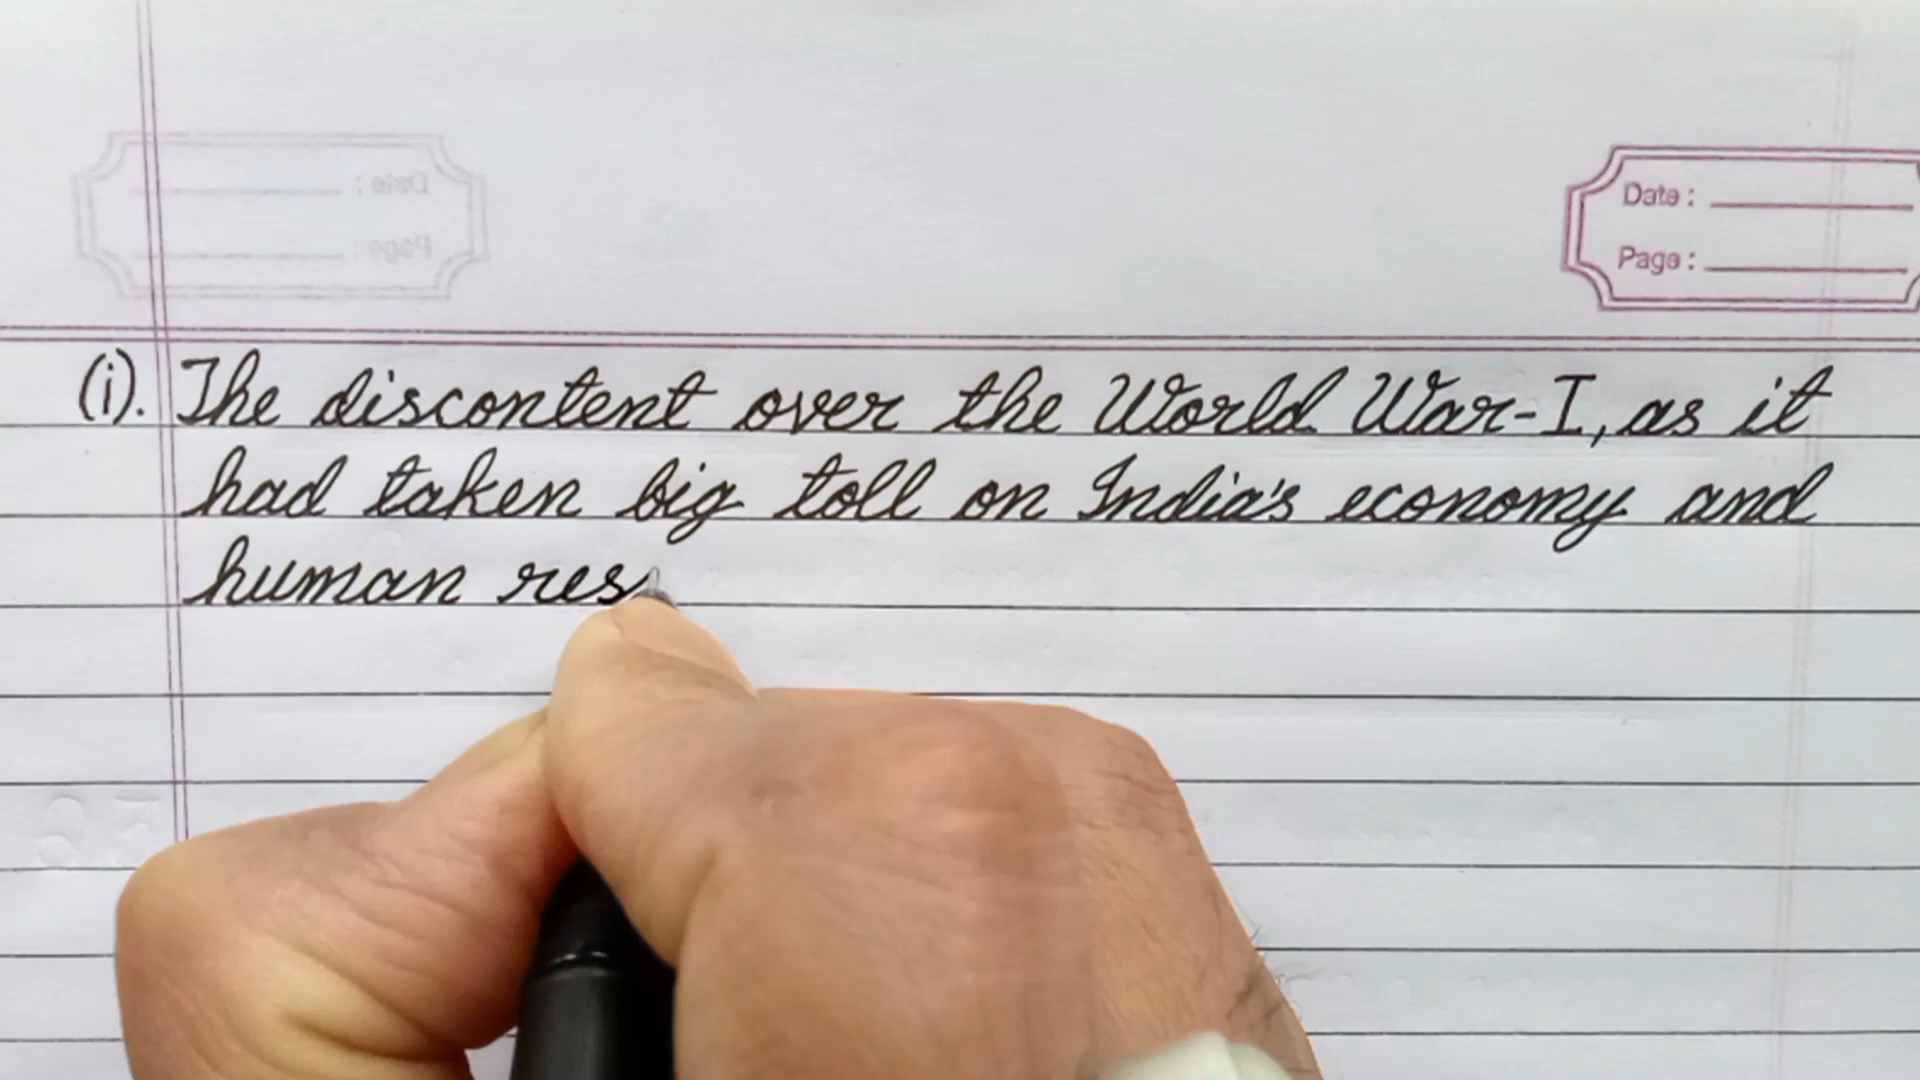 Date :
Page :
(i). The discontent over the World War-I, as it
had taken big toll on India's economy and
human res